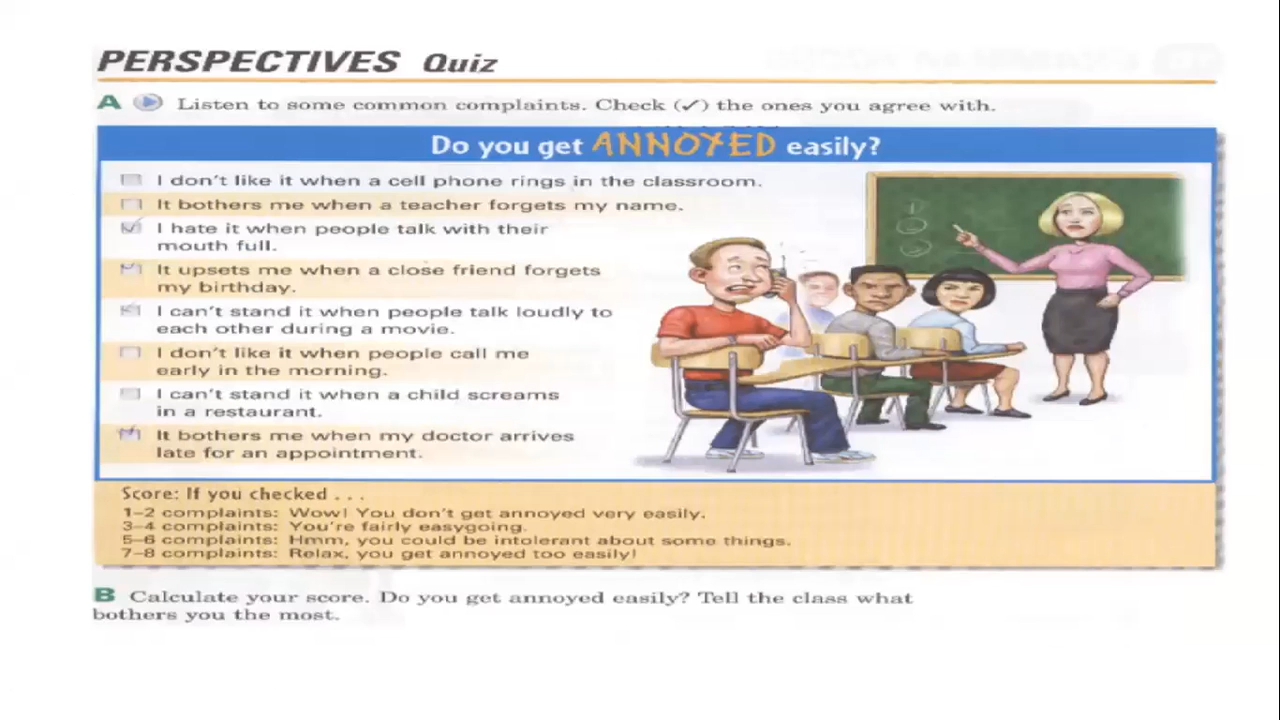 PERSPECTIVES Quiz
A Listen to some common complaints. Check (✓) the ones you agree with.
Do you get ANNOYED easily?
I don't like it when a cell phone rings in the classroom.
It bothers me when a teacher forgets my name.
I hate it when people talk with their
mouth full.
It upsets me when a close friend forgets
my birthday.
I can't stand it when people talk loudly to
each other during a movie.
I don't like it when people call me
early in the morning.
I can't stand it when a child screams
in a restaurant.
It bothers me when my doctor arrives
late for an appointment.
1
2
3
Score: If you checked . . .
1–2 complaints: Wow! You don't get annoyed very easily.
3–4 complaints: You're fairly easygoing.
5–6 complaints: Hmm, you could be intolerant about some things.
7–8 complaints: Relax, you get annoyed too easily!
B Calculate your score. Do you get annoyed easily? Tell the class what
bothers you the most.